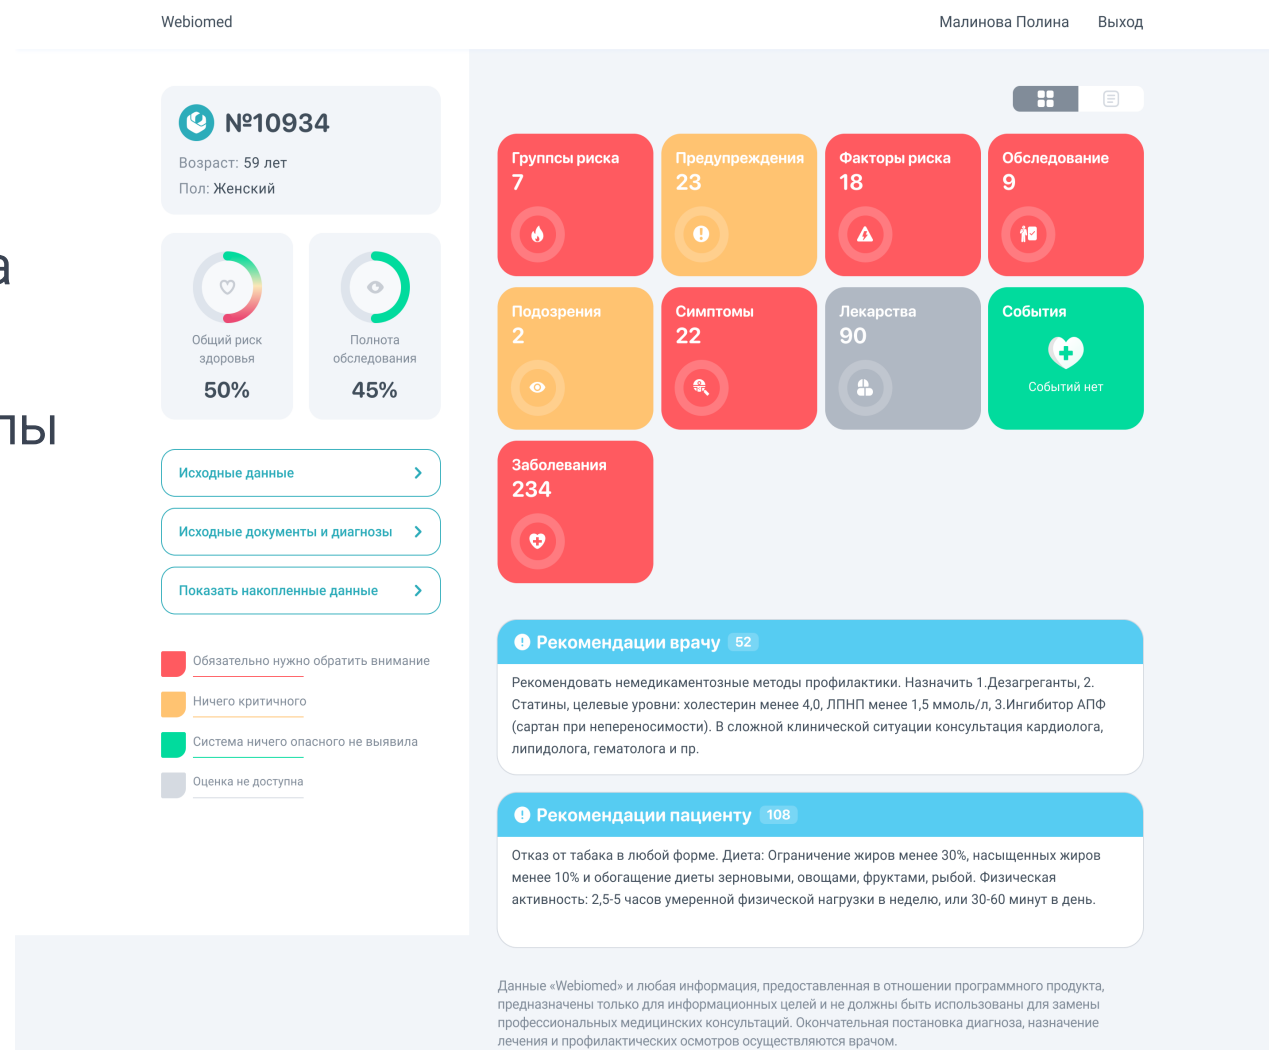 Webiomed
Малинова Полина
Выход
а
пы
№10934
Возраст: 59 лет
Пол: Женский
Общий риск
здоровья
50%
Полнота
обследования
45%
Исходные данные
Исходные документы и диагнозы
Показать накопленные данные
Обязательно нужно обратить внимание
Ничего критичного
Система ничего опасного не выявила
Оценка не доступна
Группсы риска
7
Предупреждения
23
Факторы риска
18
Обследование
9
Подозрения
2
Симптомы
22
Лекарства
90
События
Событий нет
Заболевания
234
Рекомендации врачу 52
Рекомендовать немедикаментозные методы профилактики. Назначить 1.Дезагреганты, 2.
Статины, целевые уровни: холестерин менее 4,0, ЛПНП менее 1,5 ммоль/л, 3.Ингибитор АПФ
(сартан при непереносимости). В сложной клинической ситуации консультация кардиолога,
липидолога, гематолога и пр.
Рекомендации пациенту 108
Отказ от табака в любой форме. Диета: Ограничение жиров менее 30%, насыщенных жиров
менее 10% и обогащение диеты зерновыми, овощами, фруктами, рыбой. Физическая
активность: 2,5-5 часов умеренной физической нагрузки в неделю, или 30-60 минут в день.
Данные «Webiomed» и любая информация, предоставленная в отношении программного продукта,
предназначены только для информационных целей и не должны быть использованы для замены
профессиональных медицинских консультаций. Окончательная постановка диагноза, назначение
лечения и профилактических осмотров осуществляются врачом.